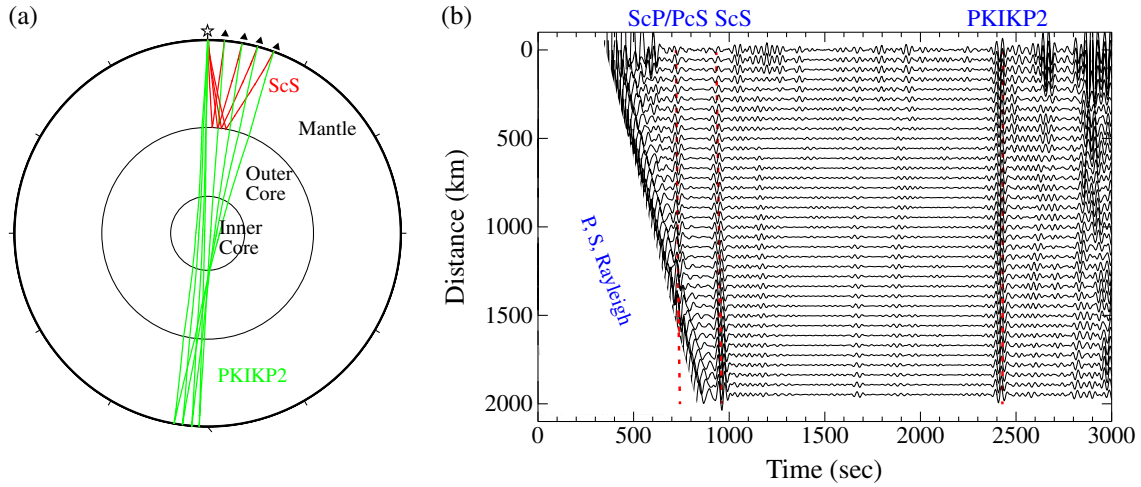 (a)
ScS
Mantle
Outer
Core
Inner
Core
PKIKP2
(b)
ScP/PcS ScS
PKIKP2
0
500
1000
1500
2000
Distance (km)
P, S, Rayleigh
0
500
1000
1500
2000
2500
3000
Time (sec)